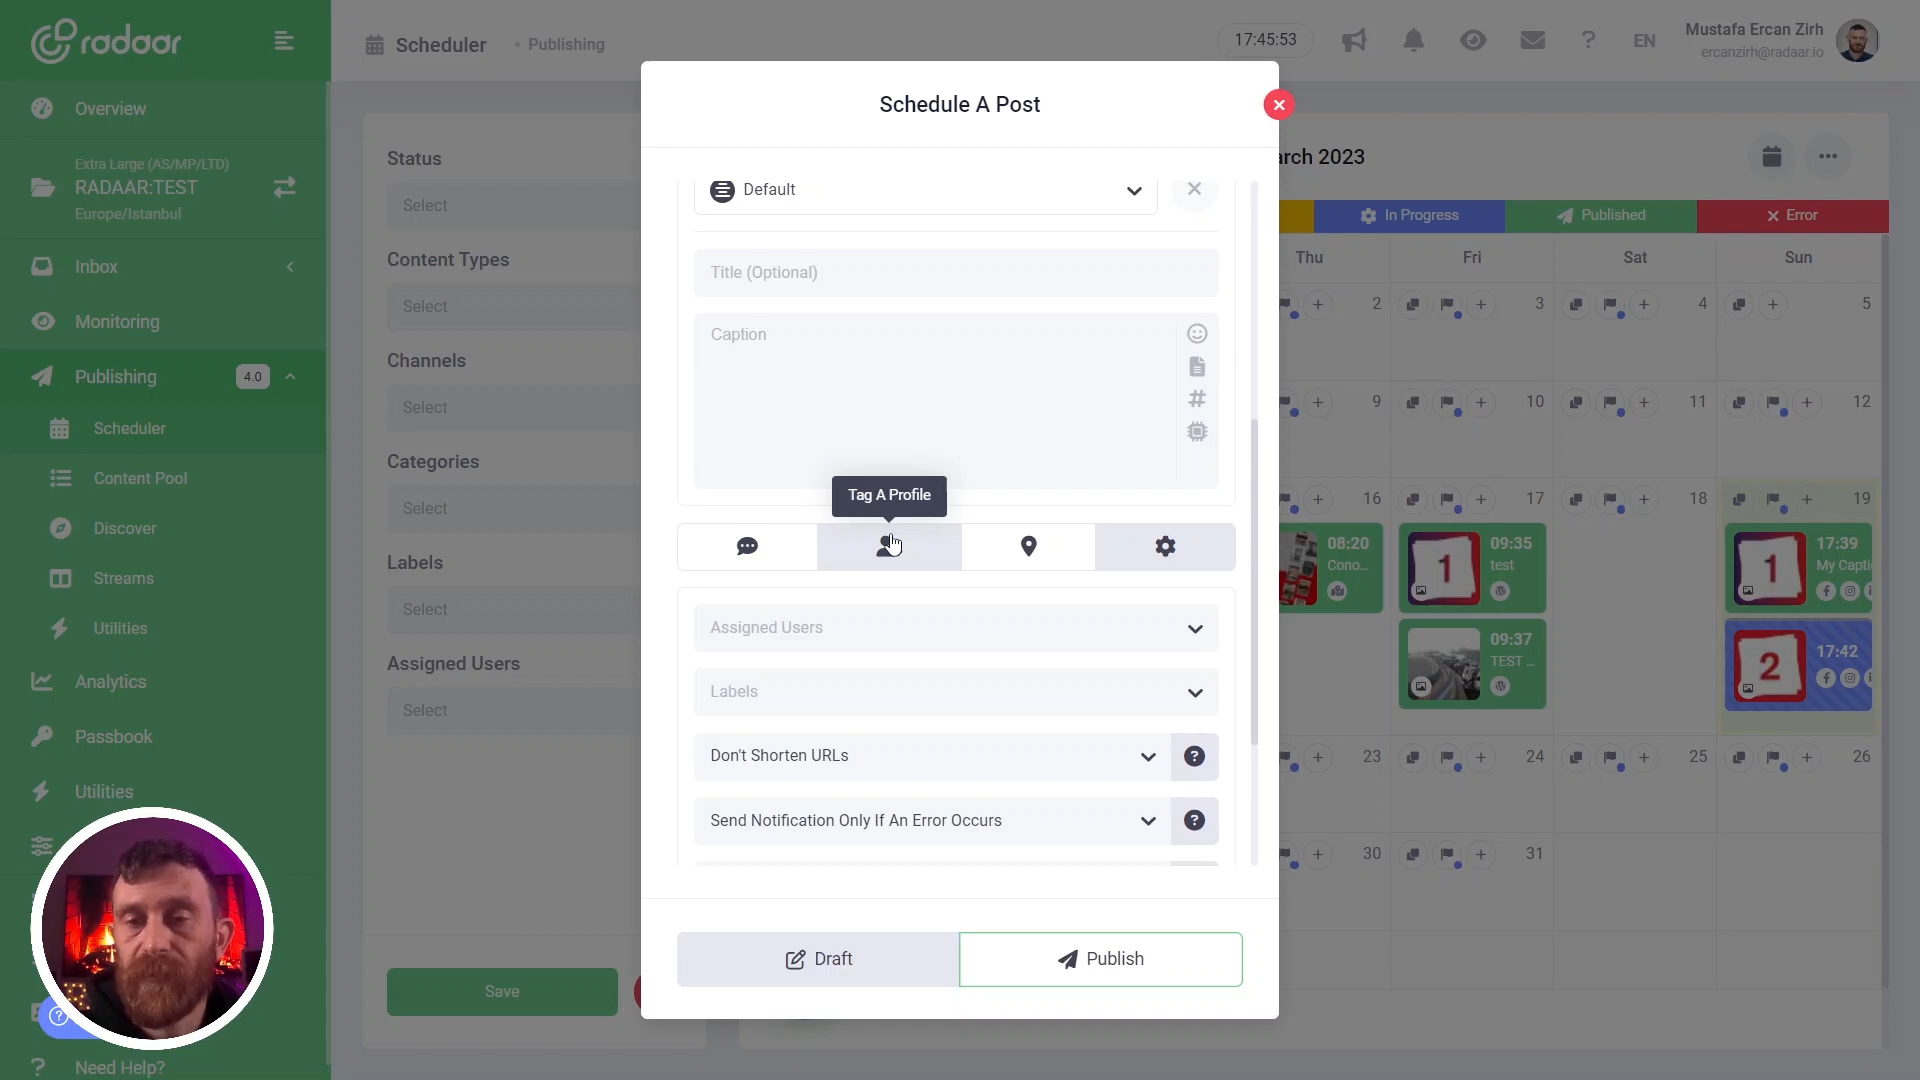 radaar
Scheduler
• Publishing
17:45:53
EN
Mustafa Ercan Zirh
ercanzirh@radaar.io
Overview
Extra Large (AS/MP/LTD)
RADAAR:TEST
Europe/Istanbul
Inbox
Monitoring
Publishing
4.0
Scheduler
Content Pool
Discover
Streams
Utilities
Analytics
Passbook
Utilities
Need Help?
Status
Select
Content Types
Select
Channels
Select
Categories
Select
Labels
Select
Assigned Users
Select
Save
Schedule A Post
Default
Title (Optional)
Caption
Tag A Profile
Assigned Users
Labels
Don't Shorten URLs
Send Notification Only If An Error Occurs
Draft
Publish
arch 2023
In Progress
Published
Error
Thu
Fri
Sat
Sun
2
3
4
5
9
10
11
12
16
17
18
19
08:20
Cono...
09:35
test
09:37
TEST ...
17:39
My Capti
17:42
1
1
2
23
24
25
26
30
31